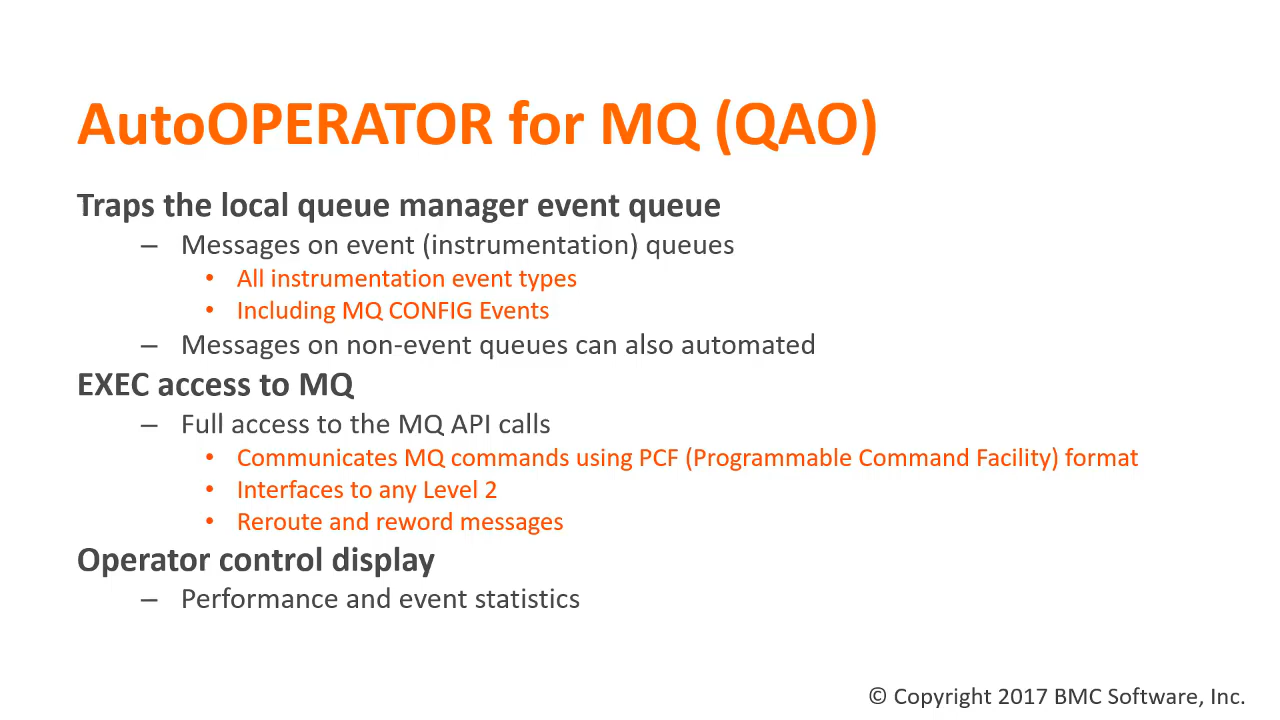 AutoOPERATOR for MQ (QAO)
Traps the local queue manager event queue
– Messages on event (instrumentation) queues
• All instrumentation event types
• Including MQ CONFIG Events
– Messages on non-event queues can also automated
EXEC access to MQ
– Full access to the MQ API calls
• Communicates MQ commands using PCF (Programmable Command Facility) format
• Interfaces to any Level 2
• Reroute and reword messages
Operator control display
– Performance and event statistics
© Copyright 2017 BMC Software, Inc.